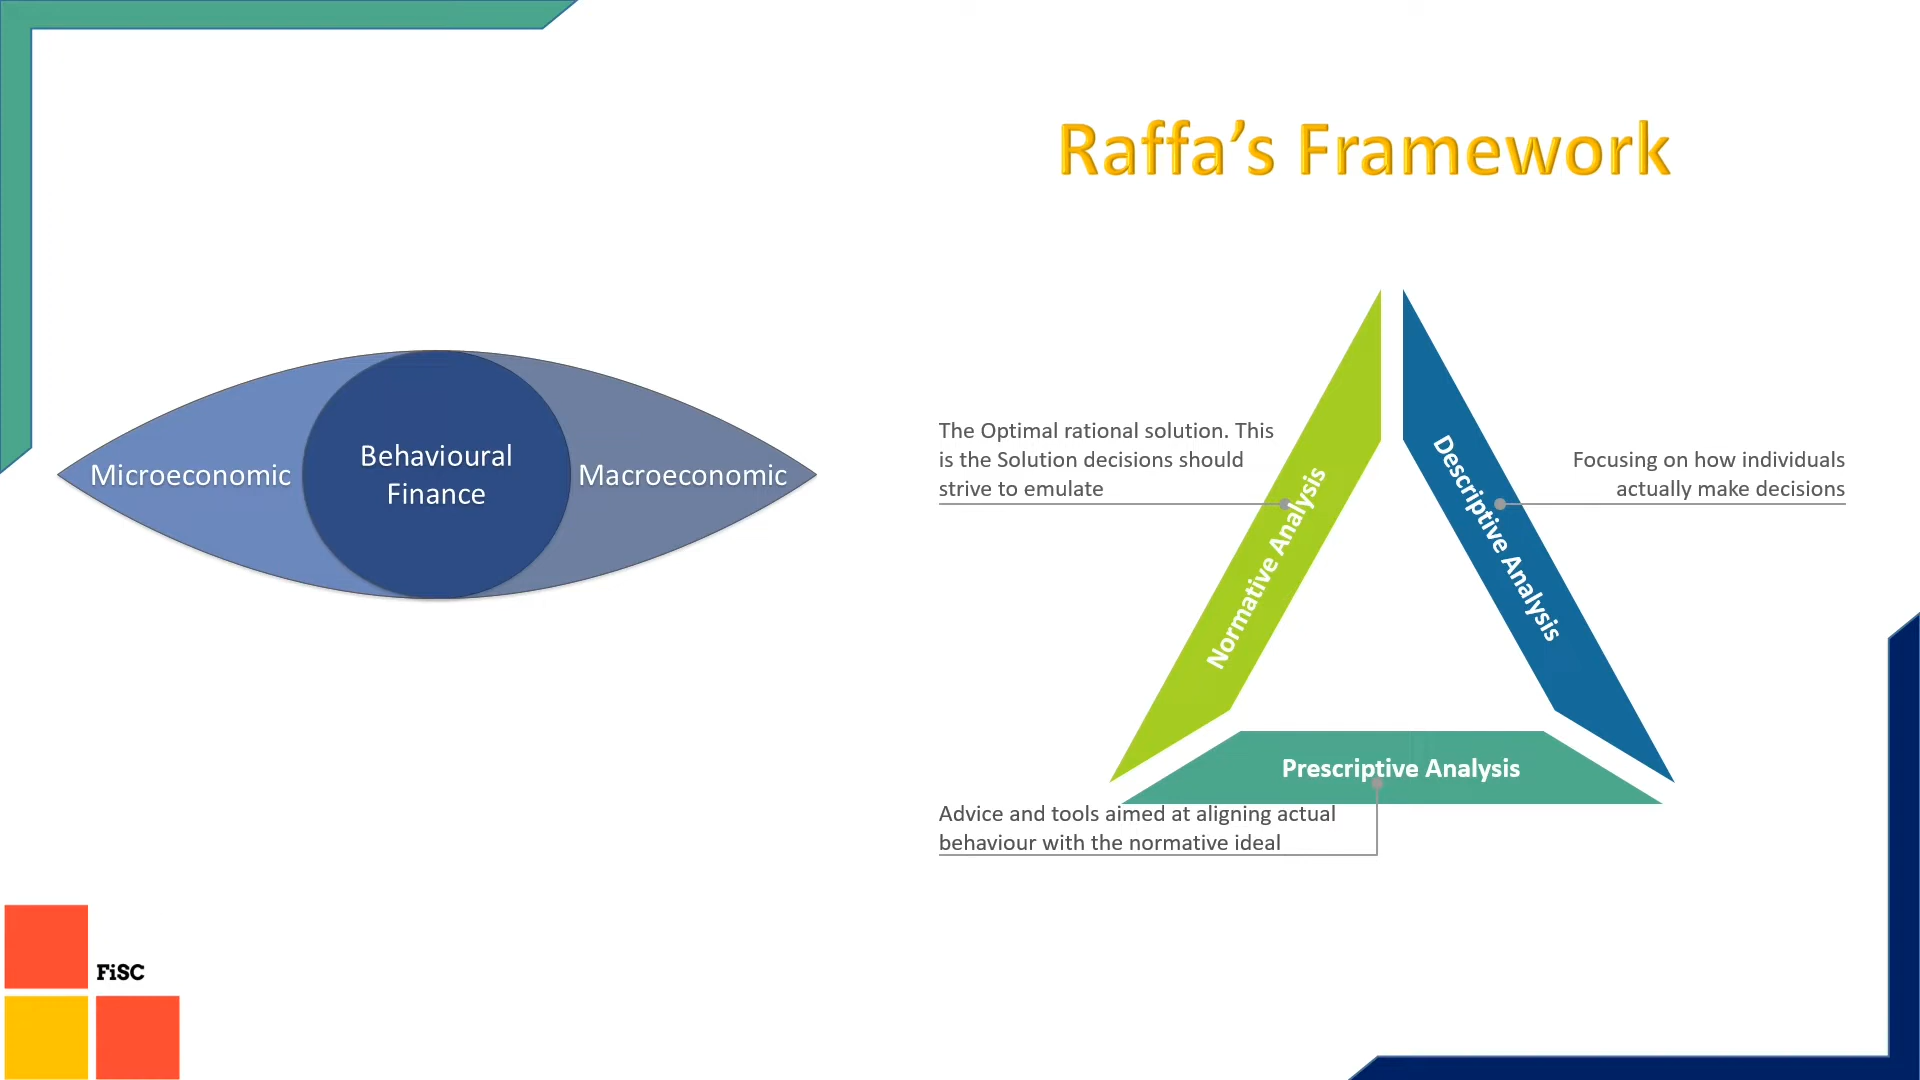 Raffa’s Framework
Microeconomic
Behavioural
Finance
Macroeconomic
The Optimal rational solution. This
is the Solution decisions should
strive to emulate
Normative Analysis
Descriptive Analysis
Focusing on how individuals
actually make decisions
Prescriptive Analysis
Advice and tools aimed at aligning actual
behaviour with the normative ideal
FiSC